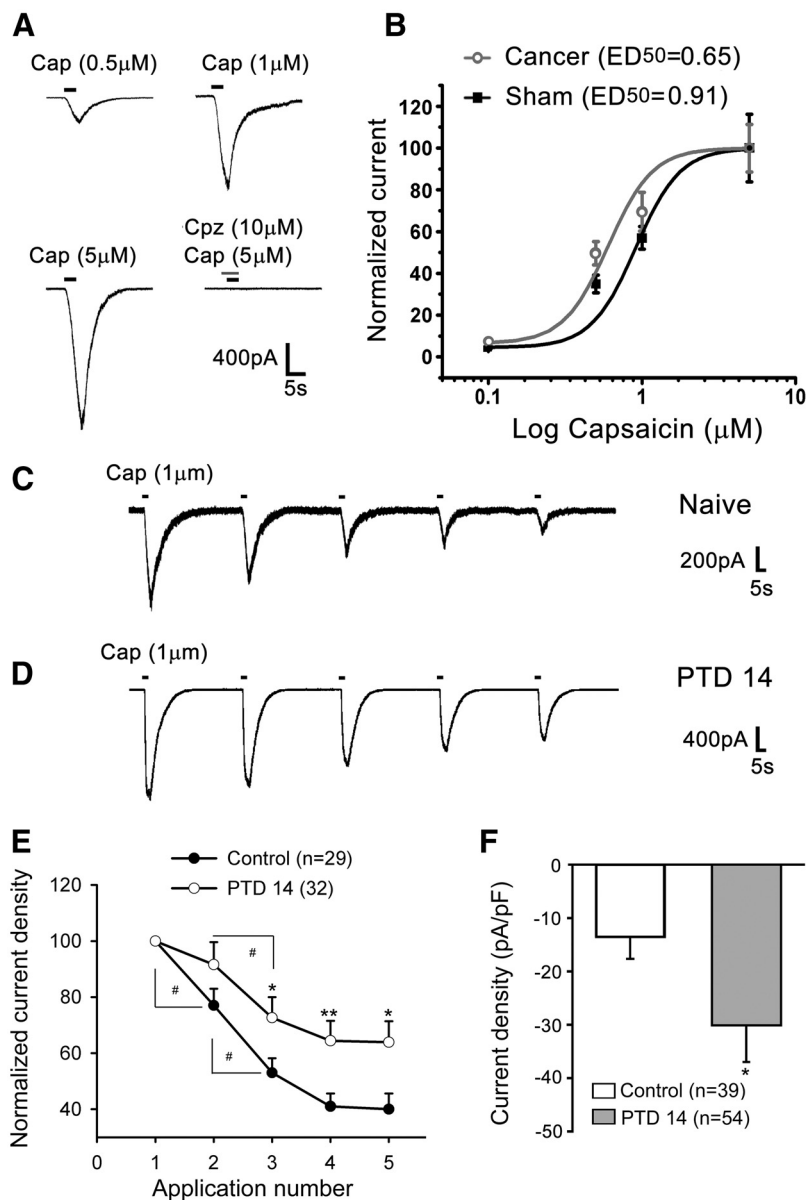 A
Cap (0.5μM)
Cap (1μM)
Cap (5μM)
Cpz (10μM)
Cap (5μM)
400pA
5s
B
Cancer (ED50=0.65)
Sham (ED50=0.91)
Normalized current
120
100
80
60
40
20
0
0.1
1
10
Log Capsaicin (μM)
C
Cap (1μm)
Naive
200pA
5s
D
Cap (1μm)
PTD 14
400pA
5s
E
Control (n=29)
PTD 14 (32)
Normalized current density
120
100
80
60
40
#
#
#
*
**
*
0
1
2
3
4
5
Application number
F
Current density (pA/pF)
0
-10
-20
-30
-40
-50
*
Control (n=39)
PTD 14 (n=54)